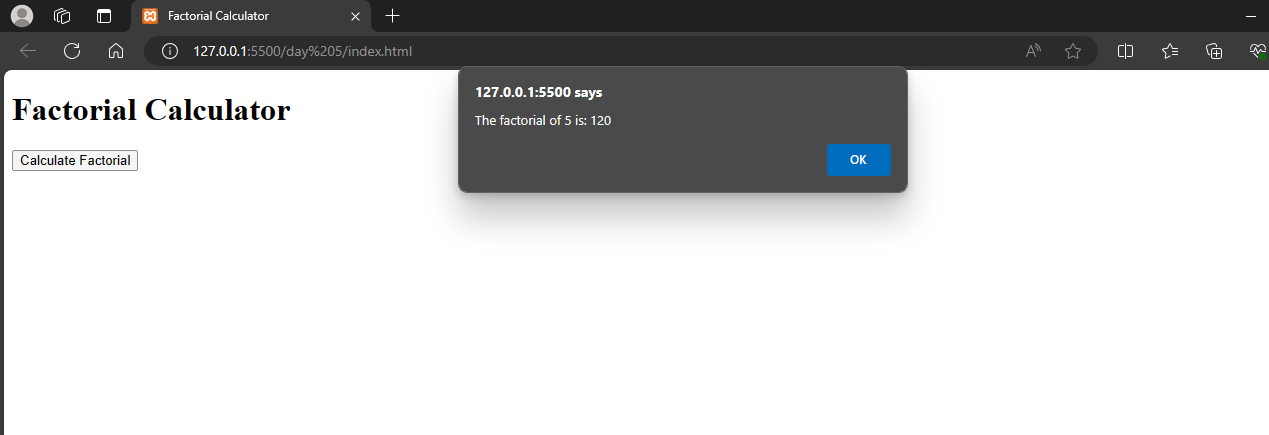 Factorial Calculator
127.0.0.1:5500/day%205/index.html
127.0.0.1:5500 says
The factorial of 5 is: 120
OK
Factorial Calculator
Calculate Factorial